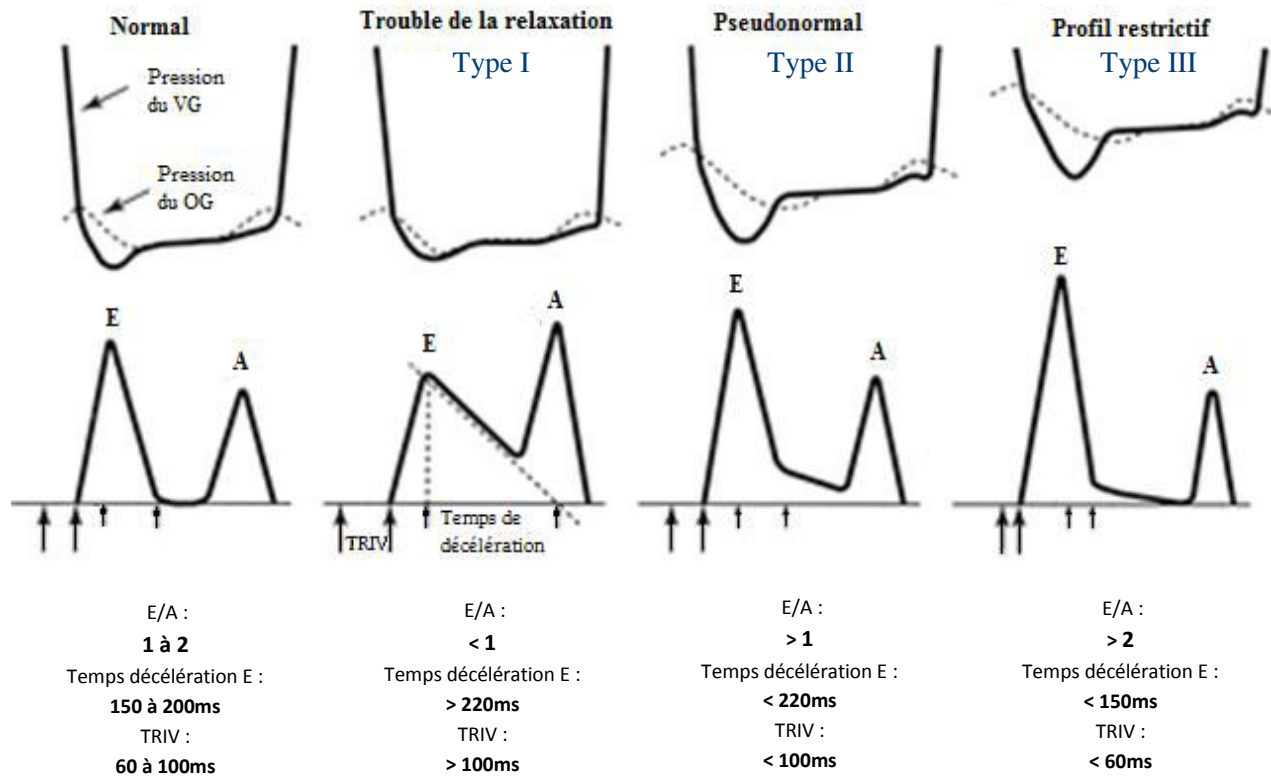 Normal
Trouble de la relaxation
Type I
Pseudonormal
Type II
Profil restrictif
Type III
Pression
du VG
Pression
du OG
E
A
E
A
E
A
E
A
TRIV
Temps de
décélération
E/A :
1 à 2
Temps décélération E :
150 à 200ms
TRIV :
60 à 100ms
E/A :
< 1
Temps décélération E :
> 220ms
TRIV :
> 100ms
E/A :
> 1
Temps décélération E :
< 220ms
TRIV :
< 100ms
E/A :
> 2
Temps décélération E :
< 150ms
TRIV :
< 60ms